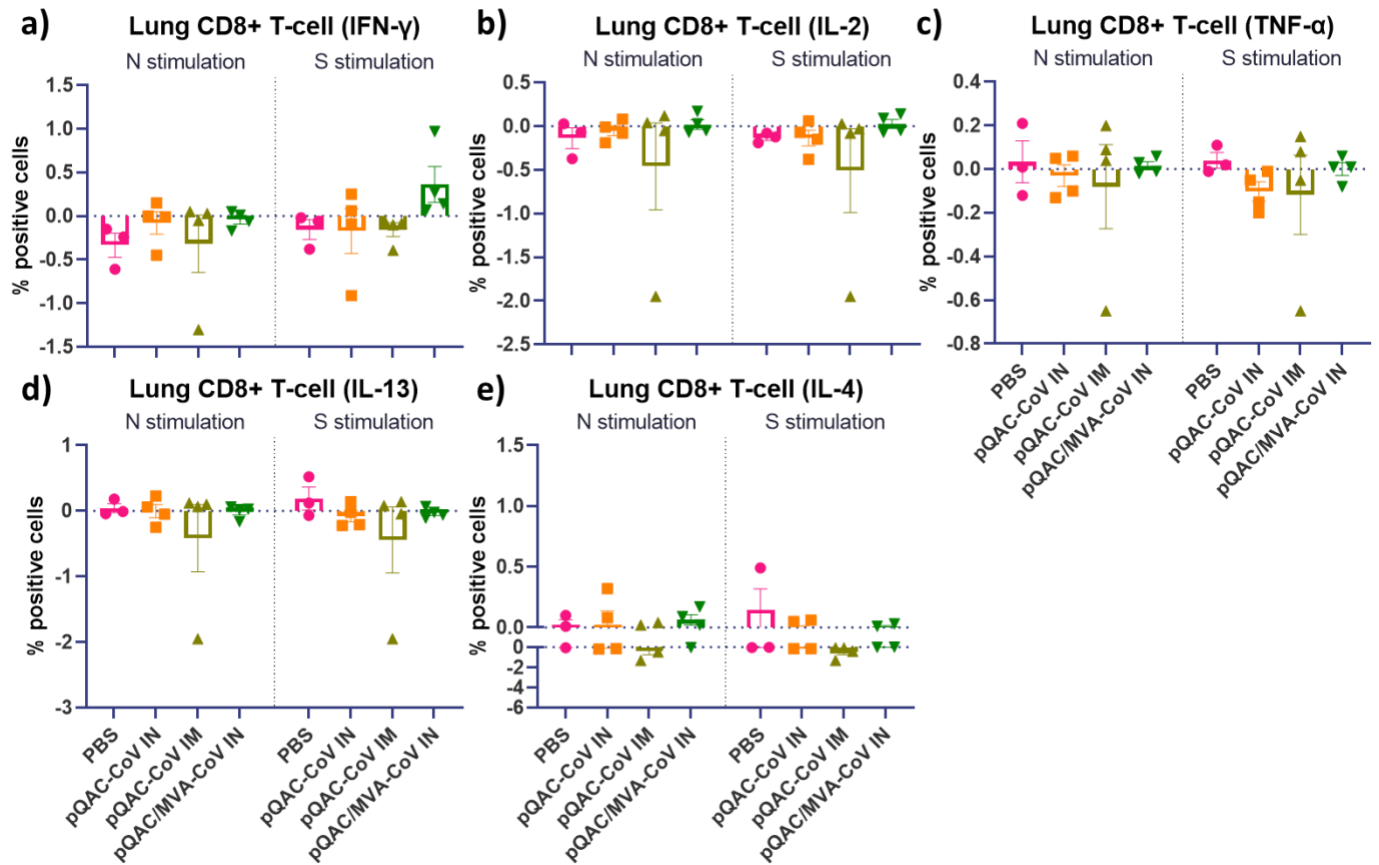 a) Lung CD8+ T-cell (IFN-γ)
N stimulation S stimulation
% positive cells
1.5
1.0
0.5
0.0
-0.5
-1.0
-1.5
b) Lung CD8+ T-cell (IL-2)
N stimulation S stimulation
% positive cells
0.5
0.0
-0.5
-1.0
-1.5
-2.0
-2.5
c) Lung CD8+ T-cell (TNF-α)
N stimulation S stimulation
% positive cells
0.4
0.2
0.0
-0.2
-0.4
-0.6
-0.8
PBS
pQAC-CoV IN
pQAC-CoV IM
pQAC/MVA-CoV IN
PBS
pQAC-CoV IN
pQAC-CoV IM
pQAC/MVA-CoV IN
d) Lung CD8+ T-cell (IL-13)
N stimulation S stimulation
% positive cells
1
0
-1
-2
-3
PBS
pQAC-CoV IN
pQAC-CoV IM
pQAC/MVA-CoV IN
PBS
pQAC-CoV IN
pQAC-CoV IM
pQAC/MVA-CoV IN
e) Lung CD8+ T-cell (IL-4)
N stimulation S stimulation
% positive cells
1.5
1.0
0.5
0.0
0
-2
-4
-6
PBS
pQAC-CoV IN
pQAC-CoV IM
pQAC/MVA-CoV IN
PBS
pQAC-CoV IN
pQAC-CoV IM
pQAC/MVA-CoV IN